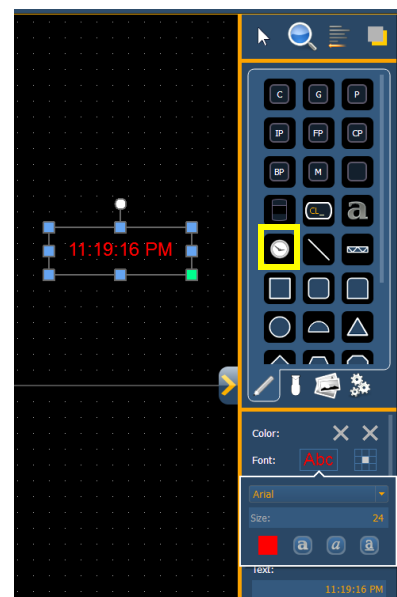 C G P
IP FP CP
BP M
CL_ a
11:19:16 PM
Color:
Font: Abc
Arial
Size: 24
a a a
Text:
11:19:16 PM